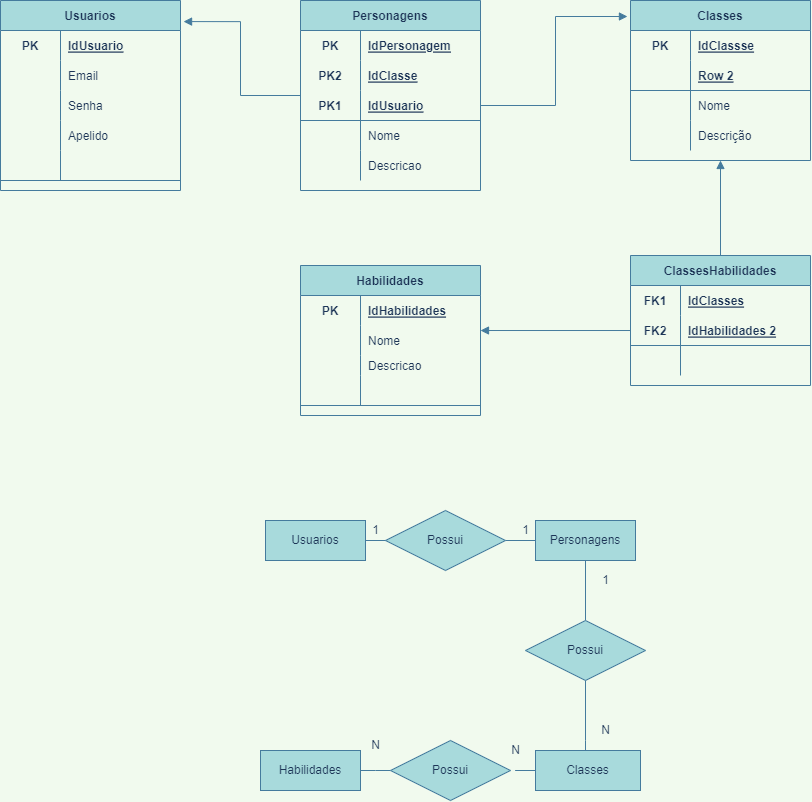 Usuarios
PK IdUsuario
Email
Senha
Apelido
Personagens
PK IdPersonagem
PK2 IdClasse
PK1 IdUsuario
Nome
Descricao
Classes
PK IdClassse
Row 2
Nome
Descrição
Habilidades
PK IdHabilidades
Nome
Descricao
ClassesHabilidades
FK1 IdClasses
FK2 IdHabilidades 2
Usuarios 1 Possui 1 Personagens
1
Possui
N
Habilidades N Possui N Classes